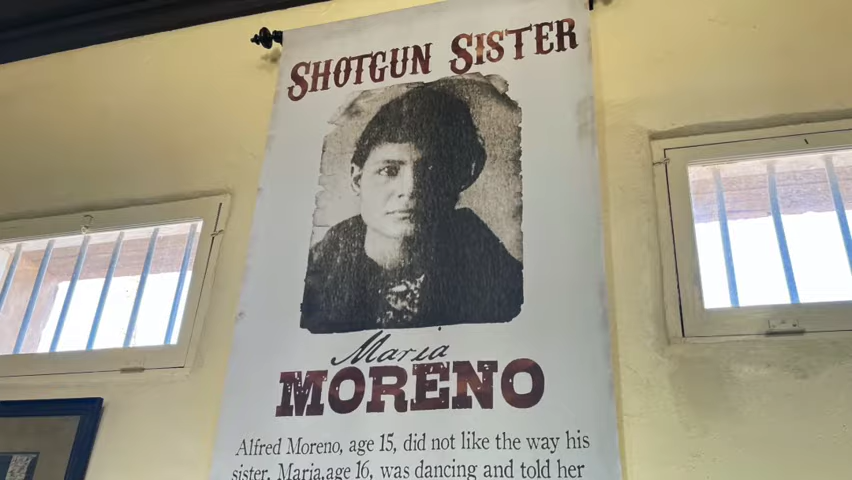 SHOTGUN SISTER
Maria
MORENO
Alfred Moreno, age 15, did not like the way his
sister, Maria,age 16, was dancing and told her